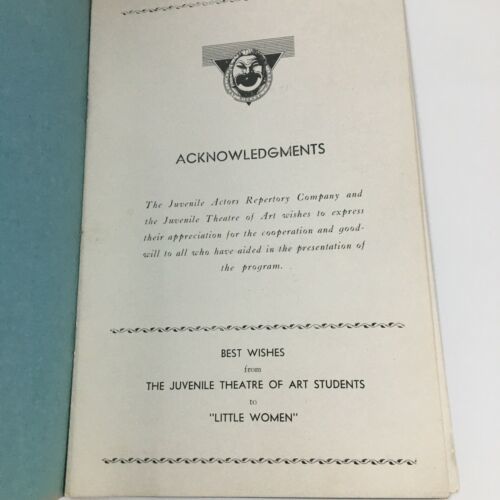 ACKNOWLEDGMENTS
The Juvenile Actors Repertory Company and
the Juvenile Theatre of Art wishes to express
their appreciation for the cooperation and good-
will to all who have aided in the presentation of
the program.
BEST WISHES
from
THE JUVENILE THEATRE OF ART STUDENTS
to
"LITTLE WOMEN"